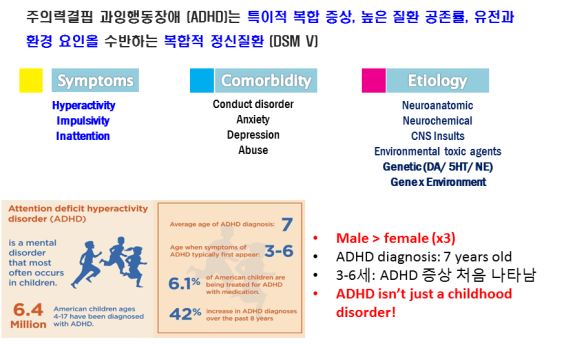 주의력결핍 과잉행동장애 (ADHD)는 특이적 복합 증상, 높은 질환 공존률, 유전과
환경 요인을 수반하는 복합적 정신질환 (DSM V)
Symptoms
Hyperactivity
Impulsivity
Inattention
Comorbidity
Conduct disorder
Anxiety
Depression
Abuse
Etiology
Neuroanatomic
Neurochemical
CNS Insults
Environmental toxic agents
Genetic (DA/ 5HT/ NE)
Gene x Environment
Attention deficit hyperactivity
disorder (ADHD)
is a mental
disorder
that most
often occurs
in children.
6.4
Million
American children ages
4-17 have been diagnosed
with ADHD.
Average age of ADHD diagnosis: 7
Age when symptoms of
ADHD typically first appear: 3-6
6.1% of American children are
being treated for ADHD
with medication.
42% increase in ADHD diagnoses
over the past 8 years
• Male > female (x3)
• ADHD diagnosis: 7 years old
• 3-6세: ADHD 증상 처음 나타남
• ADHD isn't just a childhood
disorder!